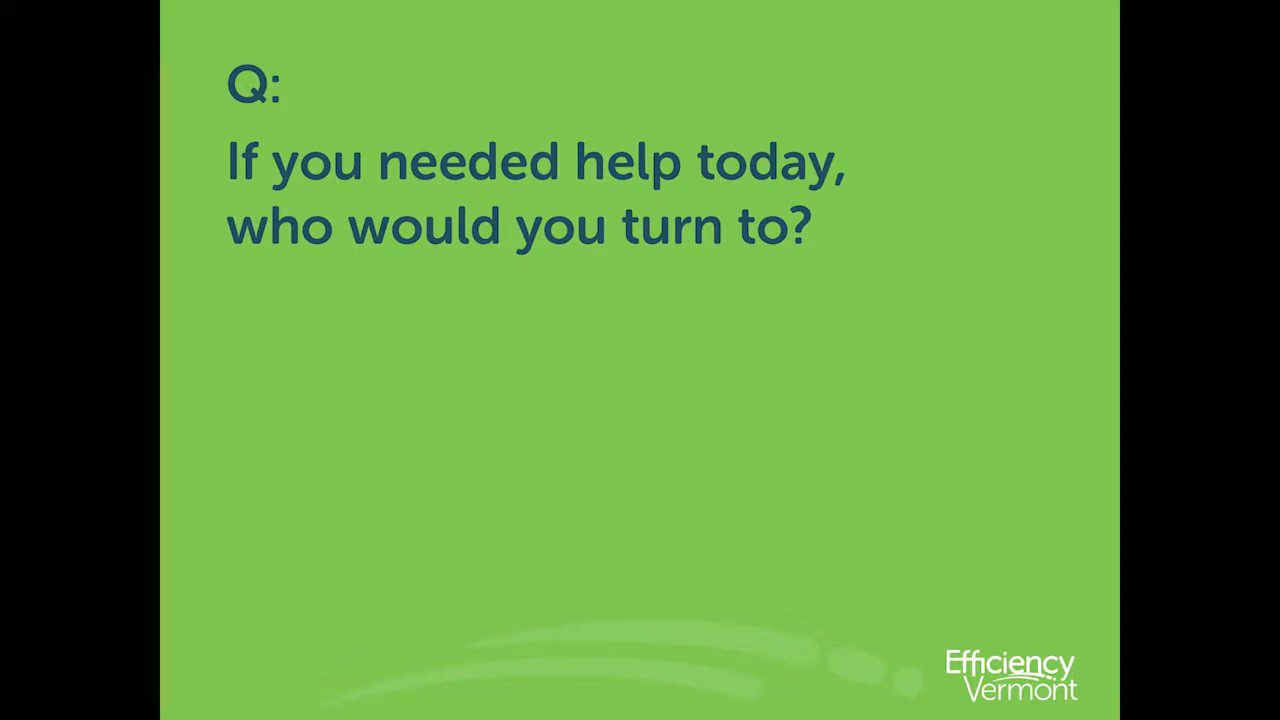 Q:
If you needed help today,
who would you turn to?
Efficiency
Vermont